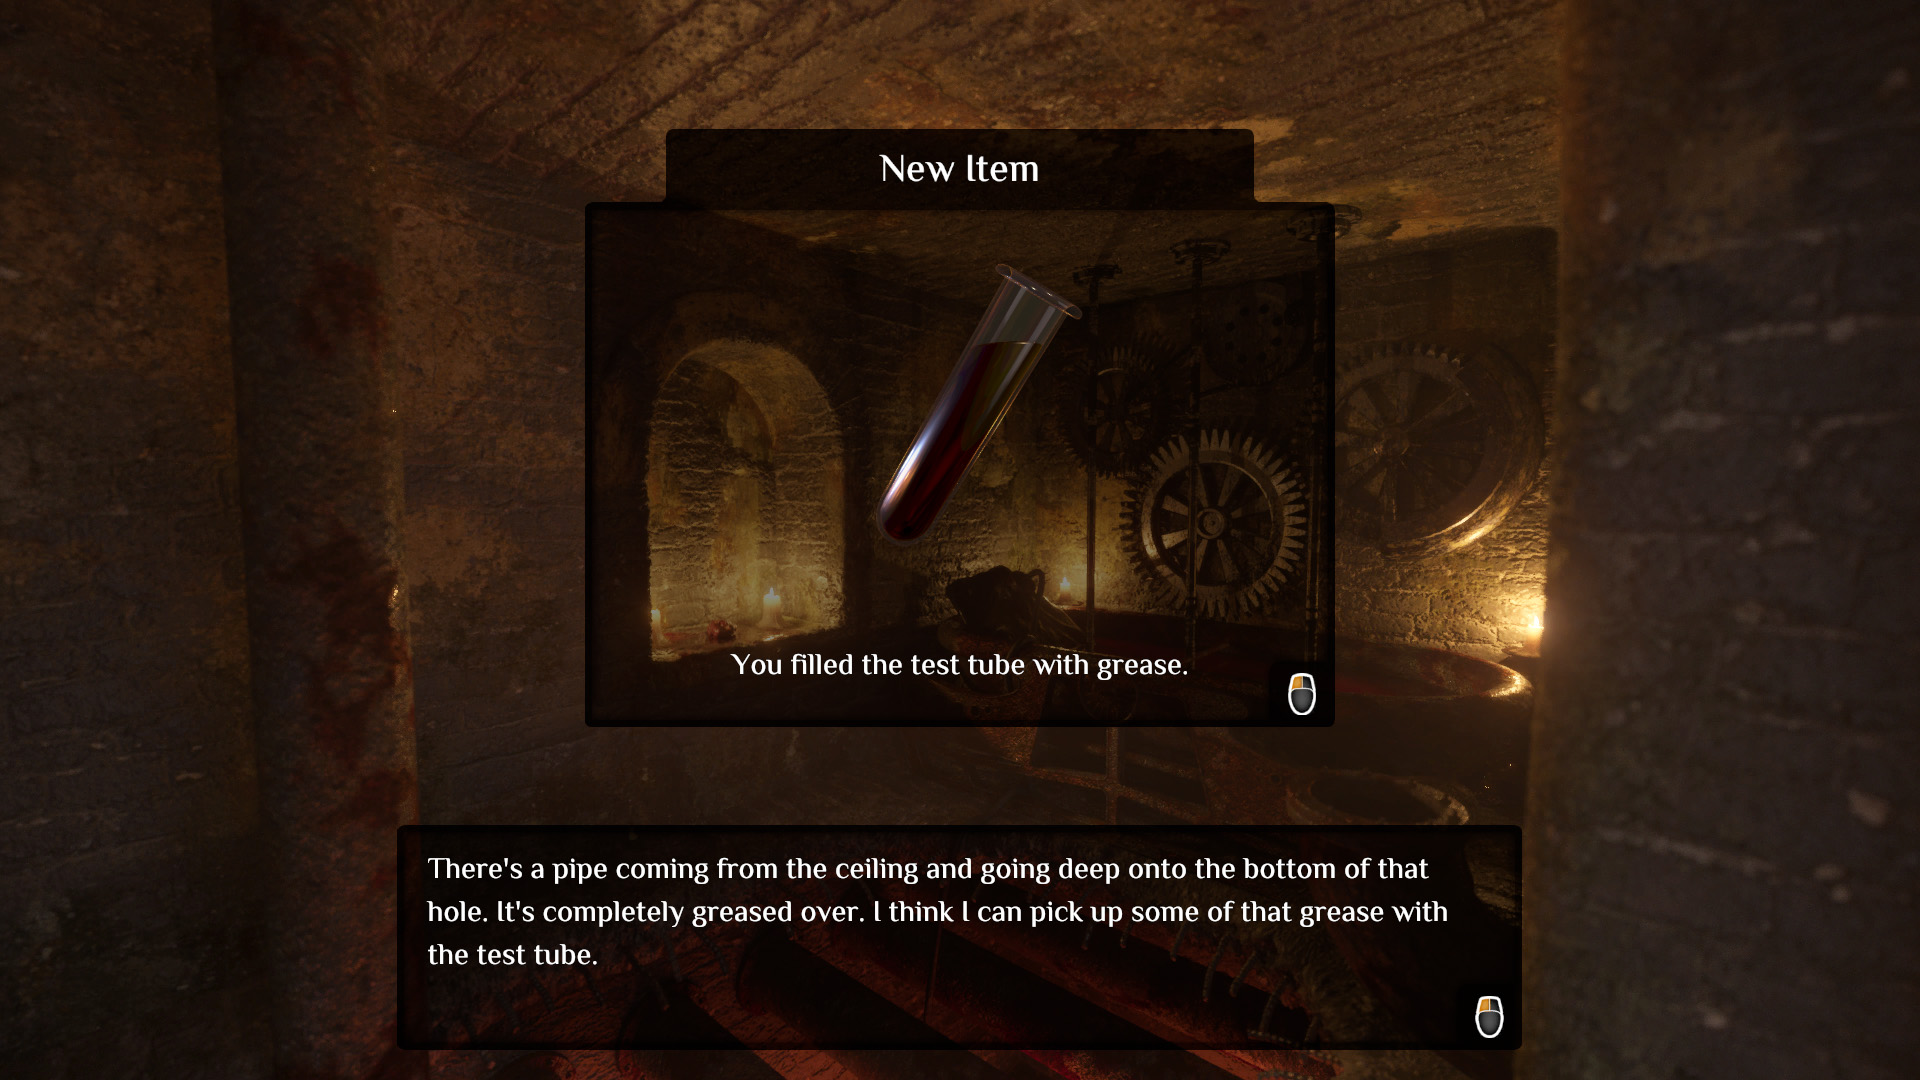 New Item
You filled the test tube with grease.
There's a pipe coming from the ceiling and going deep onto the bottom of that
hole. It's completely greased over. I think I can pick up some of that grease with
the test tube.